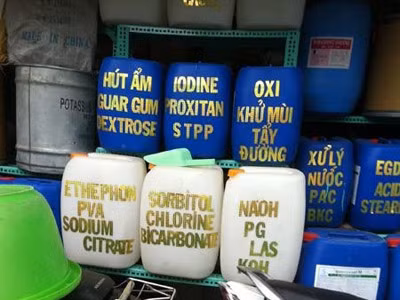 MADE IN CHINA
POTASS
HÚT ẨM
GUAR GUM
DEXTROSE
IODINE
PROXITAN
STPP
OXI
KHỬ MÙI
TẨY
ĐƯỜNG
ETHEPHON
PVA
SODIUM
CITRATE
SORBITOL
CHLORINE
BICARBONATE
NAOH
PG
LAS
KOH
XỬ LÝ
NƯỚC
PAC
BKC
EGD
ACID
STEAR